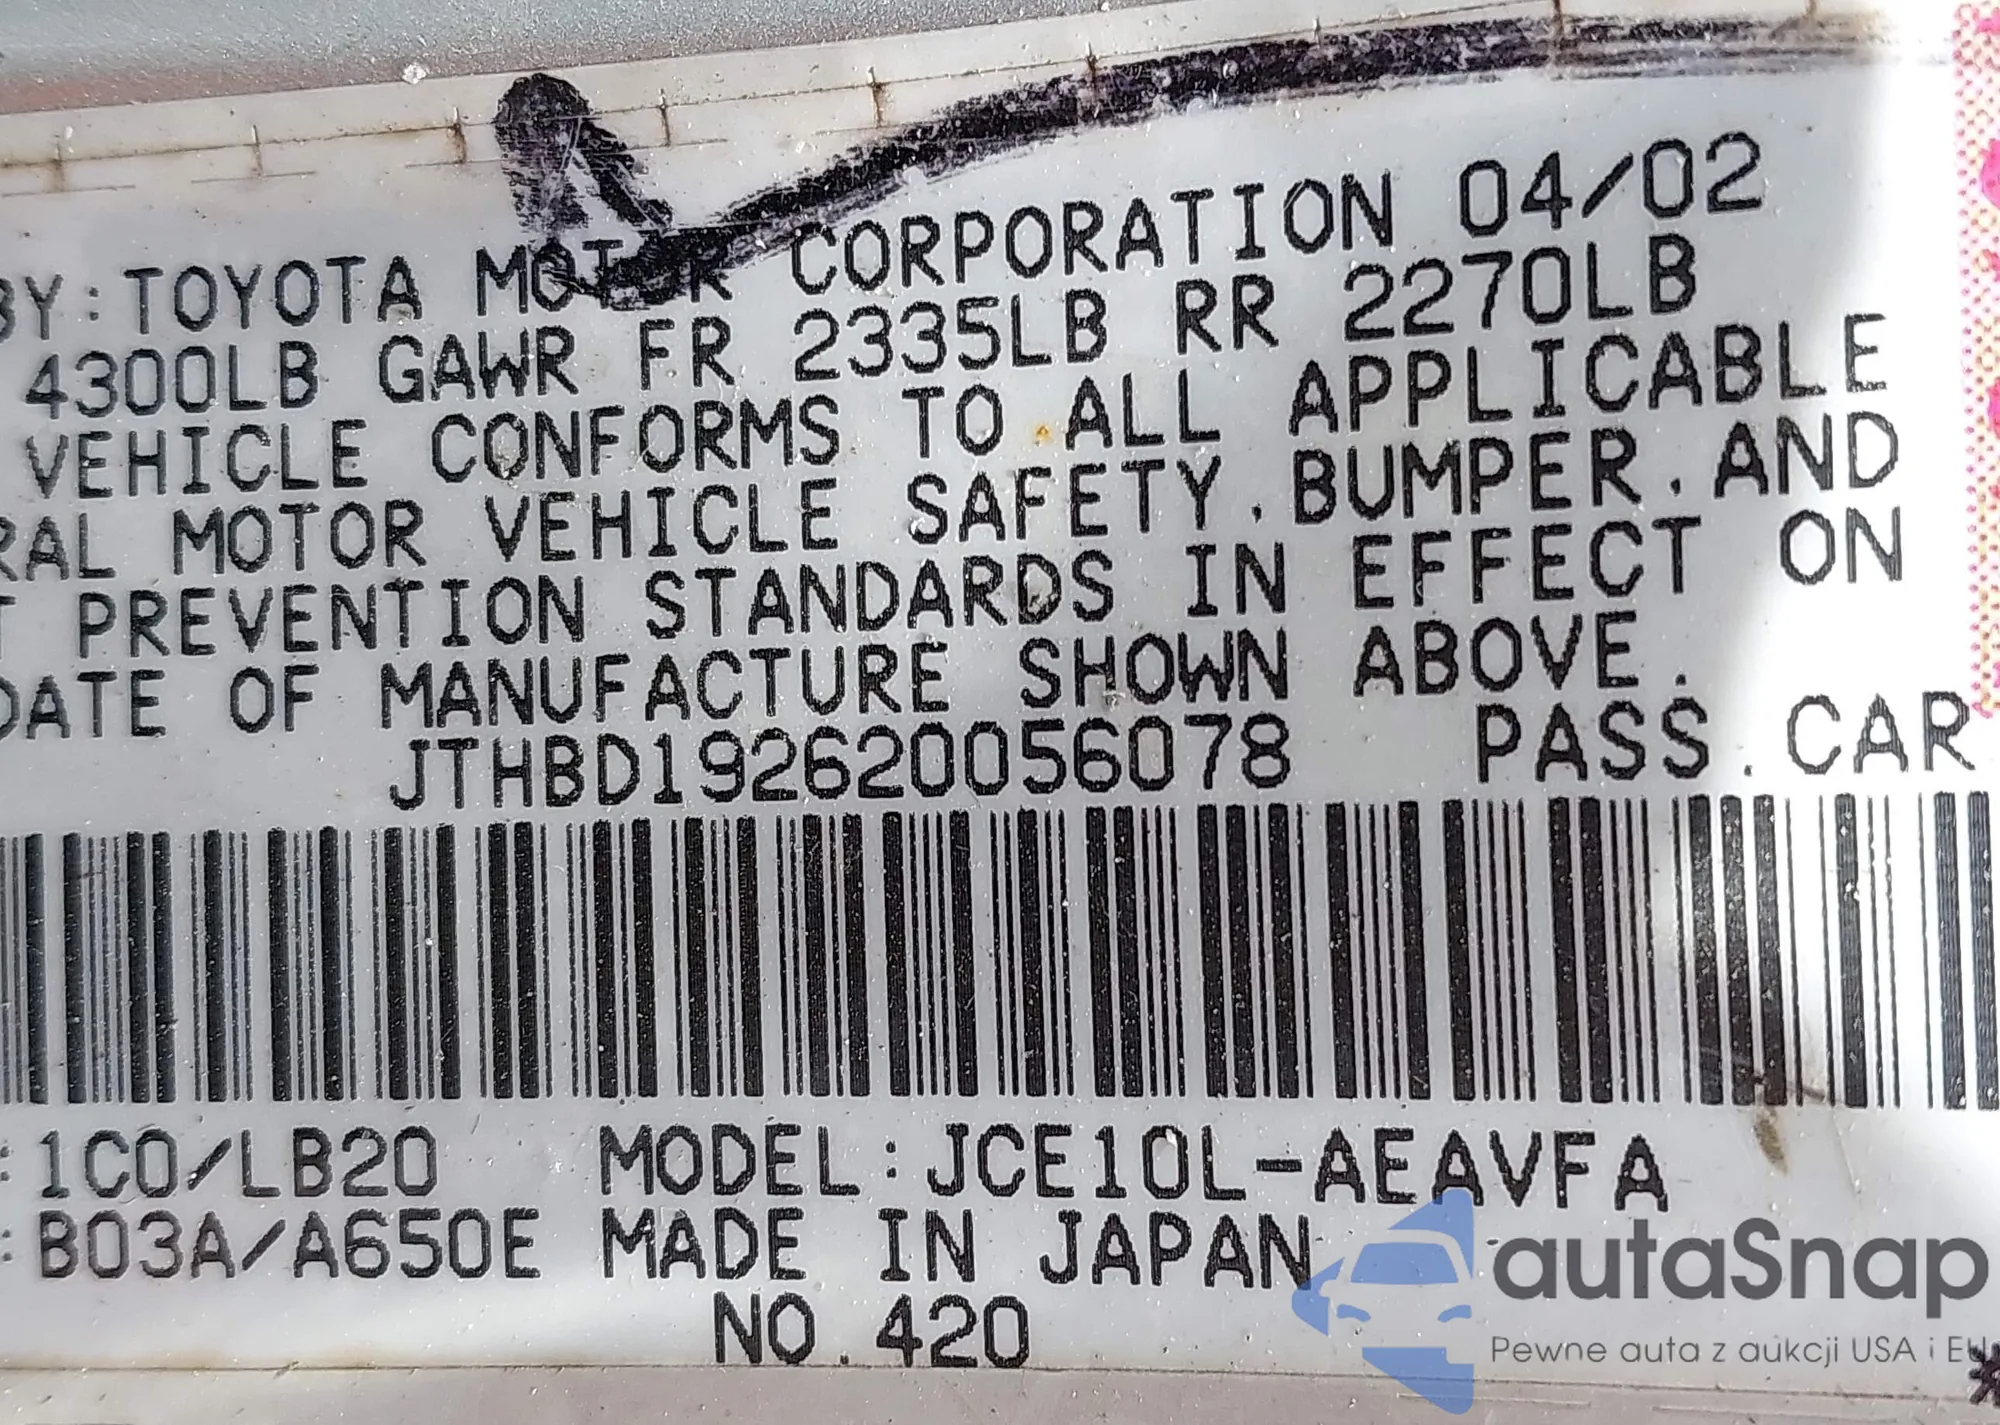 BY:TOYOTA MOTOR CORPORATION 04/02
4300LB GAWR FR 2335LB RR 2270LB
VEHICLE CONFORMS TO ALL APPLICABLE
RAL MOTOR VEHICLE SAFETY.BUMPER.AND
T PREVENTION STANDARDS IN EFFECT ON
DATE OF MANUFACTURE SHOWN ABOVE.
JTHBD192620056078 PASS.CAR
:1C0/LB20 MODEL:JCE10L-AEAVFA
:B03A/A650E MADE IN JAPAN
NO.420
autaSnap
Pewne auta z aukcji USA i EU